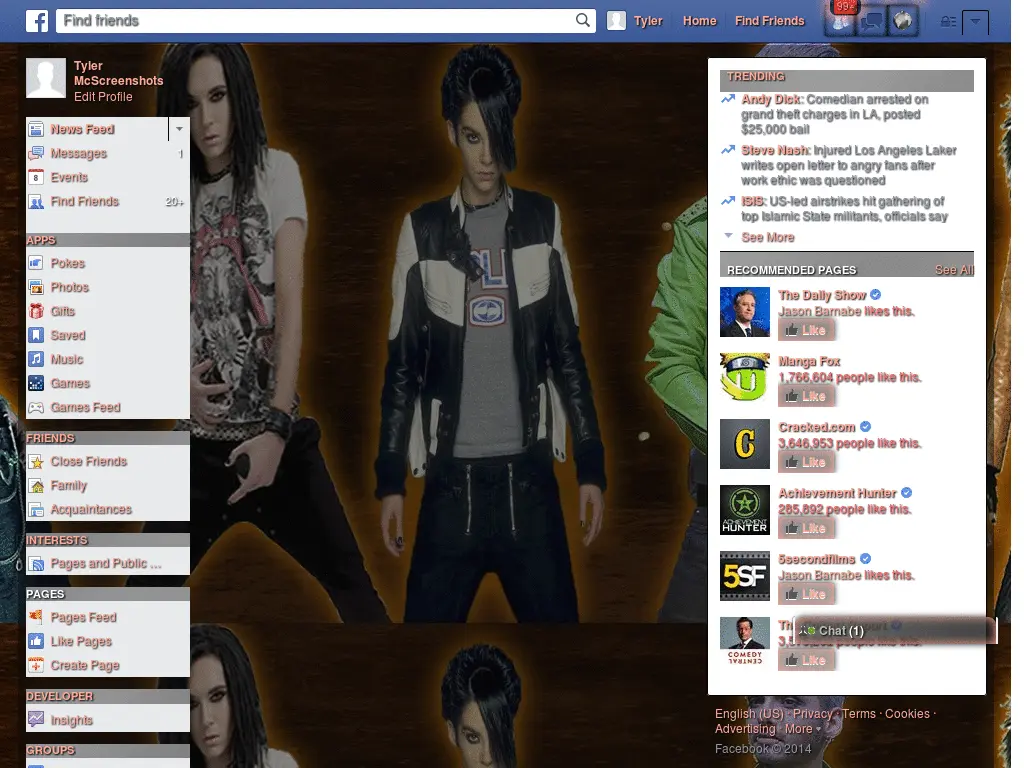 Find friends
Tyler
Home
Find Friends
99+
Tyler
McScreenshots
Edit Profile
News Feed
Messages 1
8
Events
Find Friends 20+
APPS
Pokes
Photos
Gifts
Saved
Music
Games
Games Feed
FRIENDS
Close Friends
Family
Acquaintances
INTERESTS
Pages and Public ...
PAGES
Pages Feed
Like Pages
Create Page
DEVELOPER
Insights
GROUPS
TRENDING
Andy Dick: Comedian arrested on
grand theft charges in LA, posted
$25,000 bail
Steve Nash: Injured Los Angeles Laker
writes open letter to angry fans after
work ethic was questioned
ISIS: US-led airstrikes hit gathering of
top Islamic State militants, officials say
See More
RECOMMENDED PAGES See All
The Daily Show
Jason Barnabe likes this.
Like
Manga Fox
1,766,604 people like this.
Like
C
Cracked.com
3,646,953 people like this.
Like
ACHIEVEMENT
HUNTER
Achievement Hunter
285,892 people like this.
Like
5SF
5secondfilms
Jason Barnabe likes this.
Like
COMEDY
CENTRAL
Chat (1)
Like
English (US) · Privacy · Terms · Cookies ·
Advertising · More
Facebook © 2014